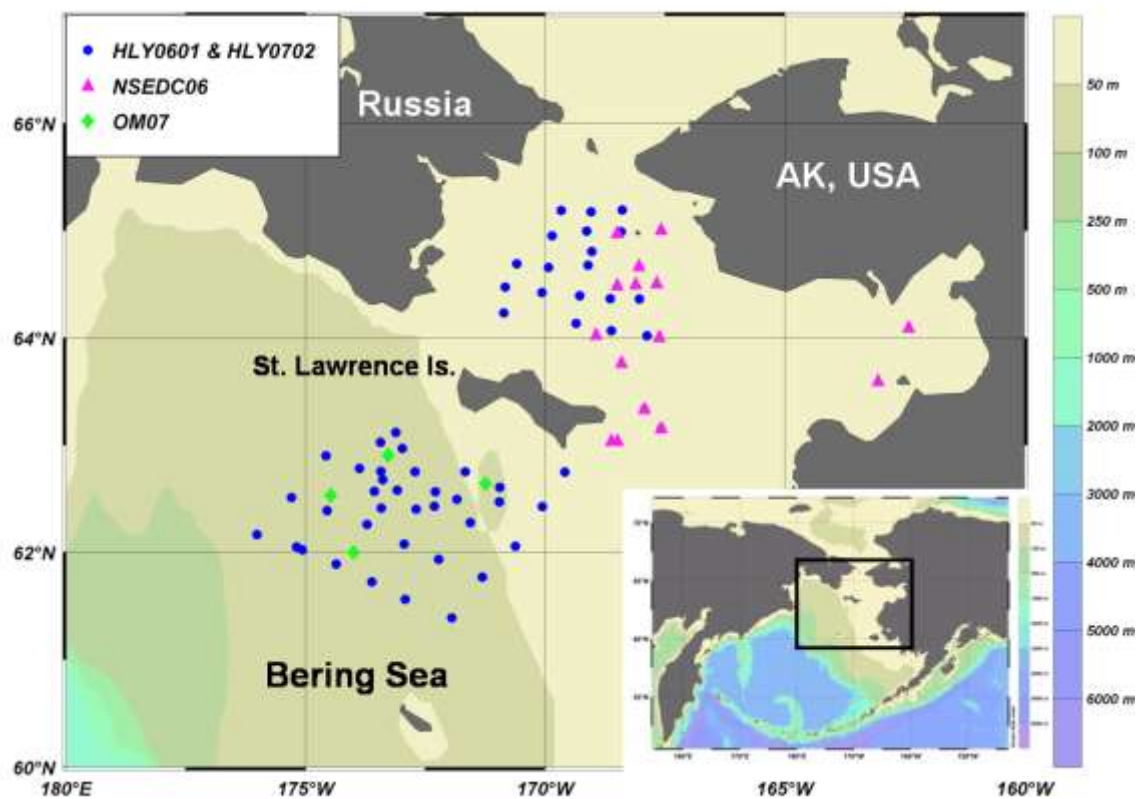 HLY0601 & HLY0702
NSEDC06
OM07
Russia
AK, USA
St. Lawrence Is.
Bering Sea
66°N
64°N
62°N
60°N
180°E
175°W
170°W
165°W
160°W
50 m
100 m
250 m
500 m
1000 m
2000 m
3000 m
4000 m
5000 m
6000 m